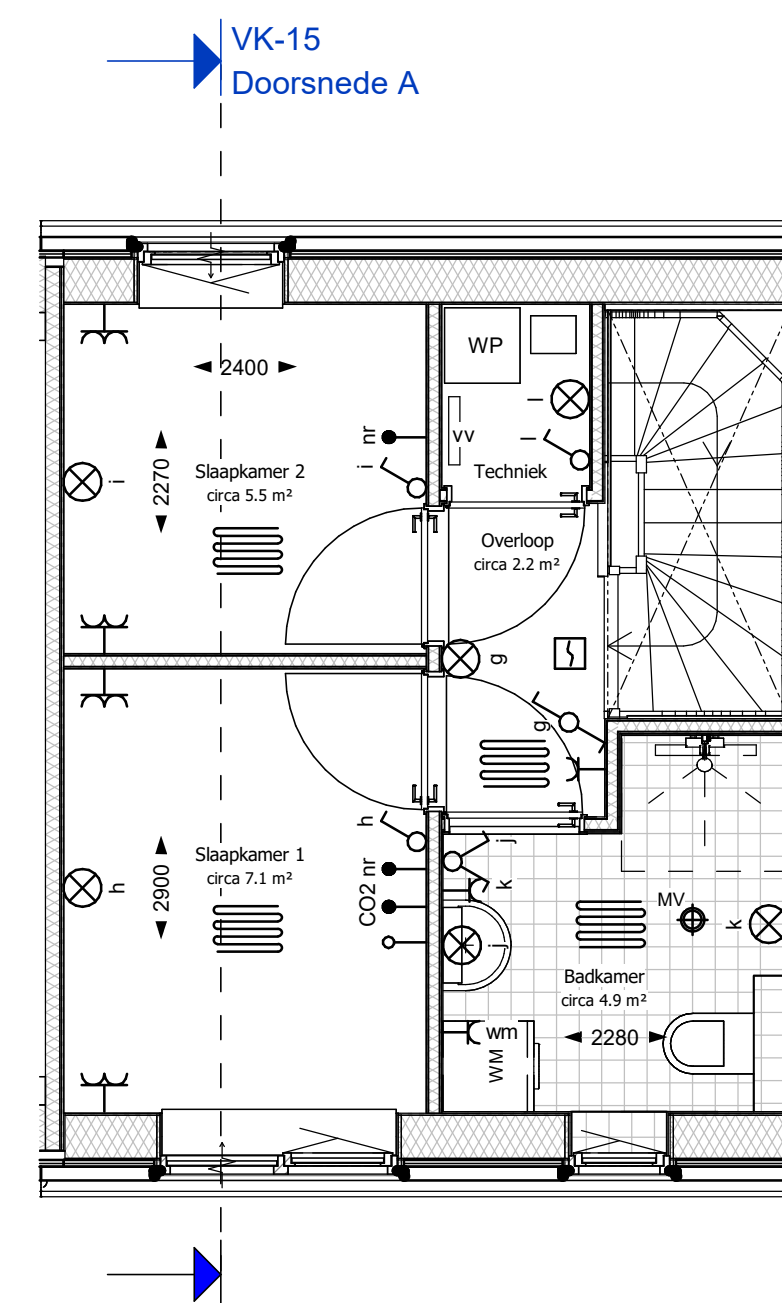 VK-15
Doorsnede A
2400
WP
nr
i
vv
l
l
i
2270
Slaapkamer 2
circa 5.5 m²
Techniek
Overloop
circa 2.2 m²
g
g
h
Slaapkamer 1
circa 7.1 m²
2900
h
CO2 nr
j
k
j
MV
k
Badkamer
circa 4.9 m²
wm
WM
2280